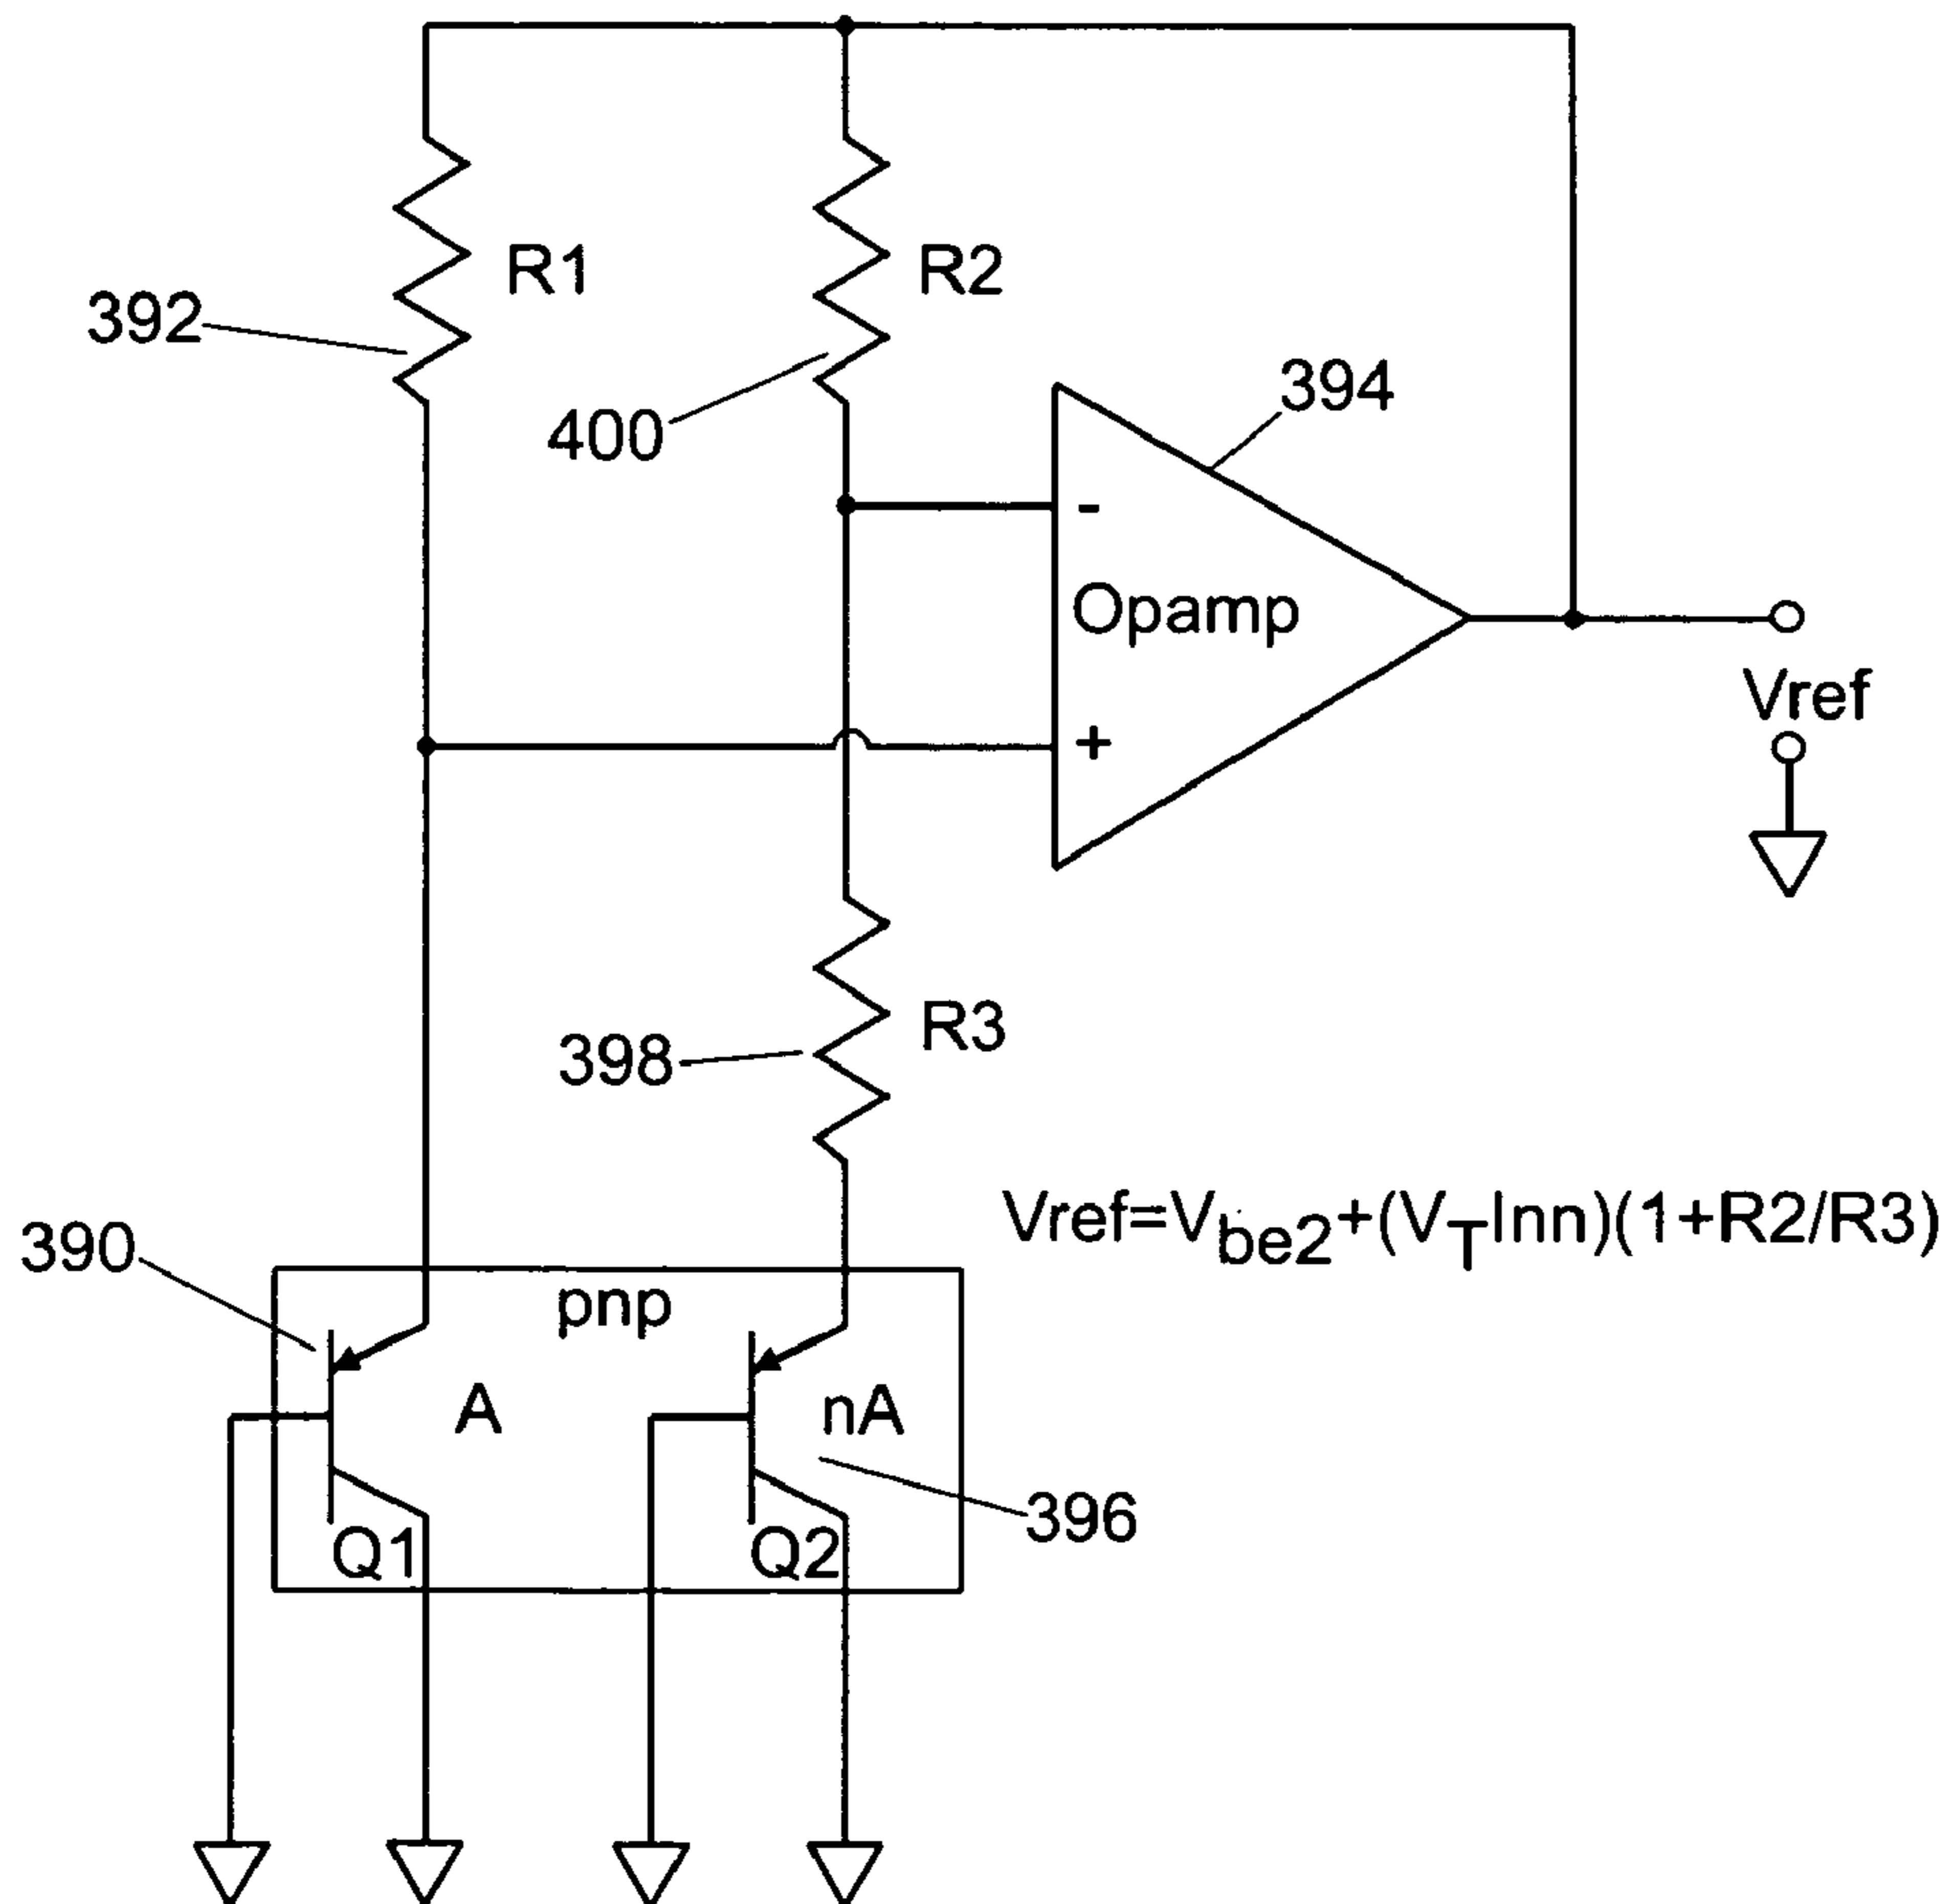 R1
R2
392
394
400
-
Opamp
Vref
+
R3
398
Vref=Vbe2+(VTlnn)(1+R2/R3)
390
pnp
A
nA
396
Q1
Q2